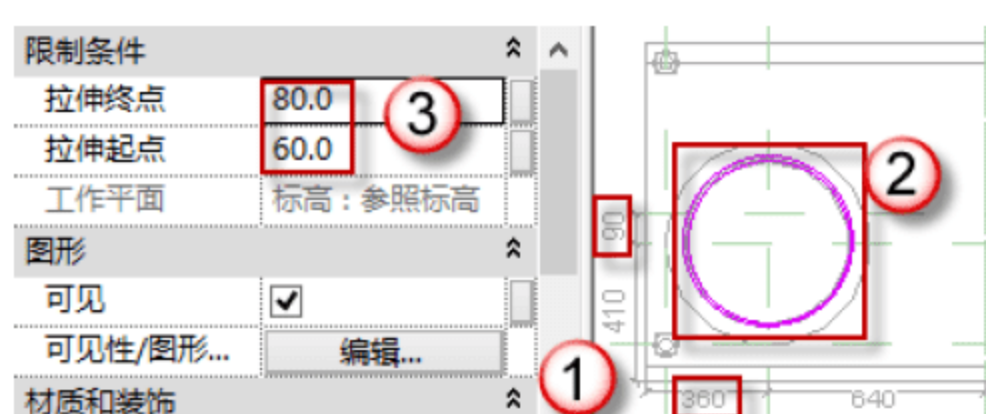 限制条件
拉伸终点 80.0
拉伸起点 60.0
3
工作平面 标高：参照标高
图形
可见
可见性/图形... 编辑...
材质和装饰
1
2
90
410
360 640